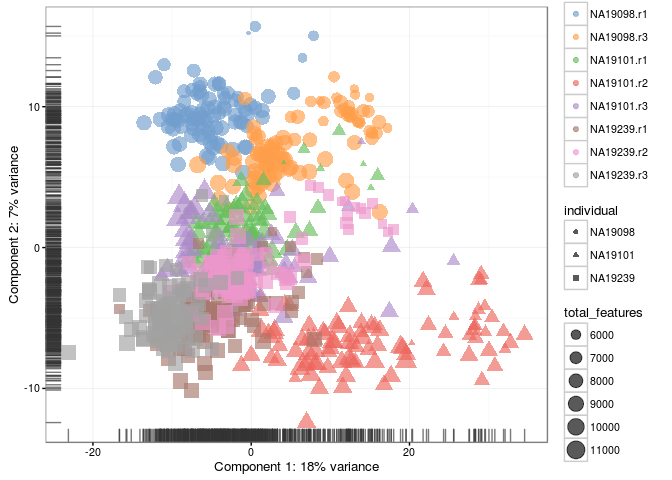 NA19098.r1
NA19098.r3
NA19101.r1
NA19101.r2
NA19101.r3
NA19239.r1
NA19239.r2
NA19239.r3
individual
NA19098
NA19101
NA19239
total_features
6000
7000
8000
9000
10000
11000
Component 2: 7% variance
10
0
-10
-20
0
20
Component 1: 18% variance